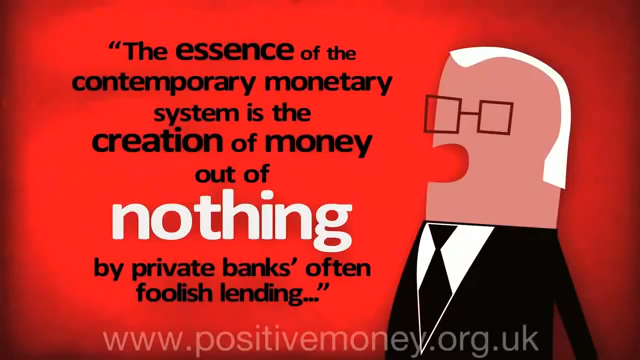 “The essence of the
contemporary monetary
system is the
creation of money
out of
nothing
by private banks’ often
foolish lending...”
www.positivemoney.org.uk